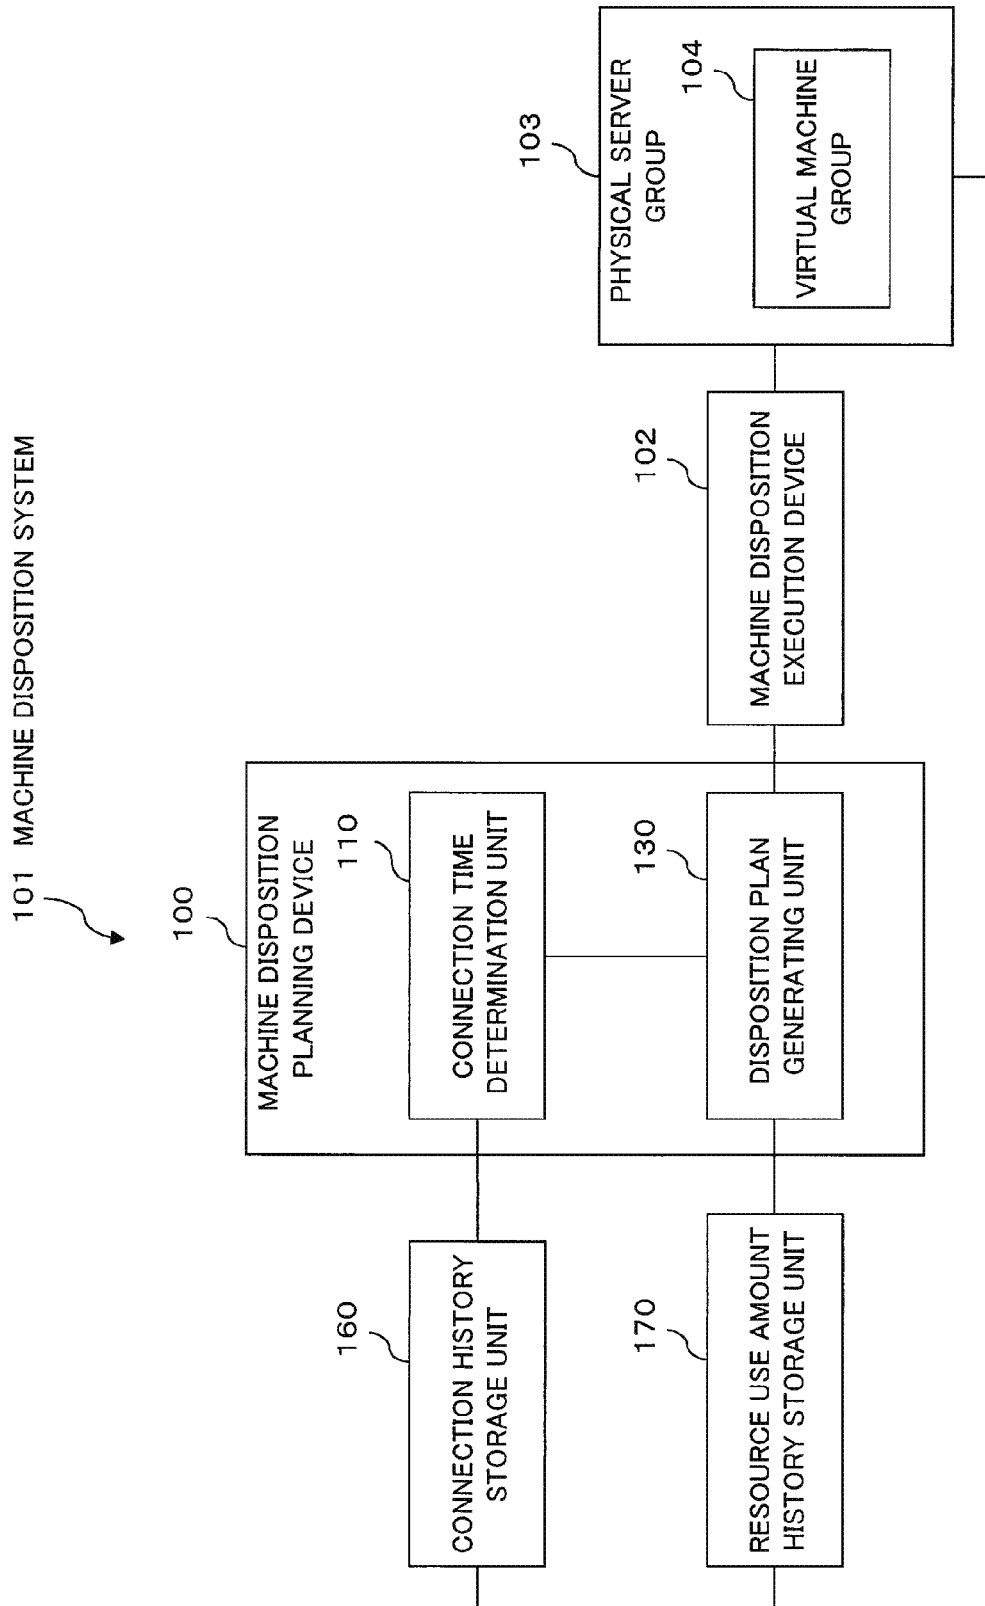 101 MACHINE DISPOSITION SYSTEM
100
MACHINE DISPOSITION
PLANNING DEVICE
160
CONNECTION HISTORY
STORAGE UNIT
110
CONNECTION TIME
DETERMINATION UNIT
170
RESOURCE USE AMOUNT
HISTORY STORAGE UNIT
130
DISPOSITION PLAN
GENERATING UNIT
102
MACHINE DISPOSITION
EXECUTION DEVICE
103
PHYSICAL SERVER
GROUP
104
VIRTUAL MACHINE
GROUP